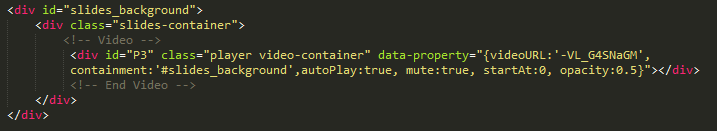 <div id="slides_background">
<div class="slides-container">
<!-- Video -->
<div id="P3" class="player video-container" data-property="{videoURL:'-VL_G4SNaGM',
containment:'#slides_background',autoPlay:true, mute:true, startAt:0, opacity:0.5}"></div>
<!-- End Video -->
</div>
</div>